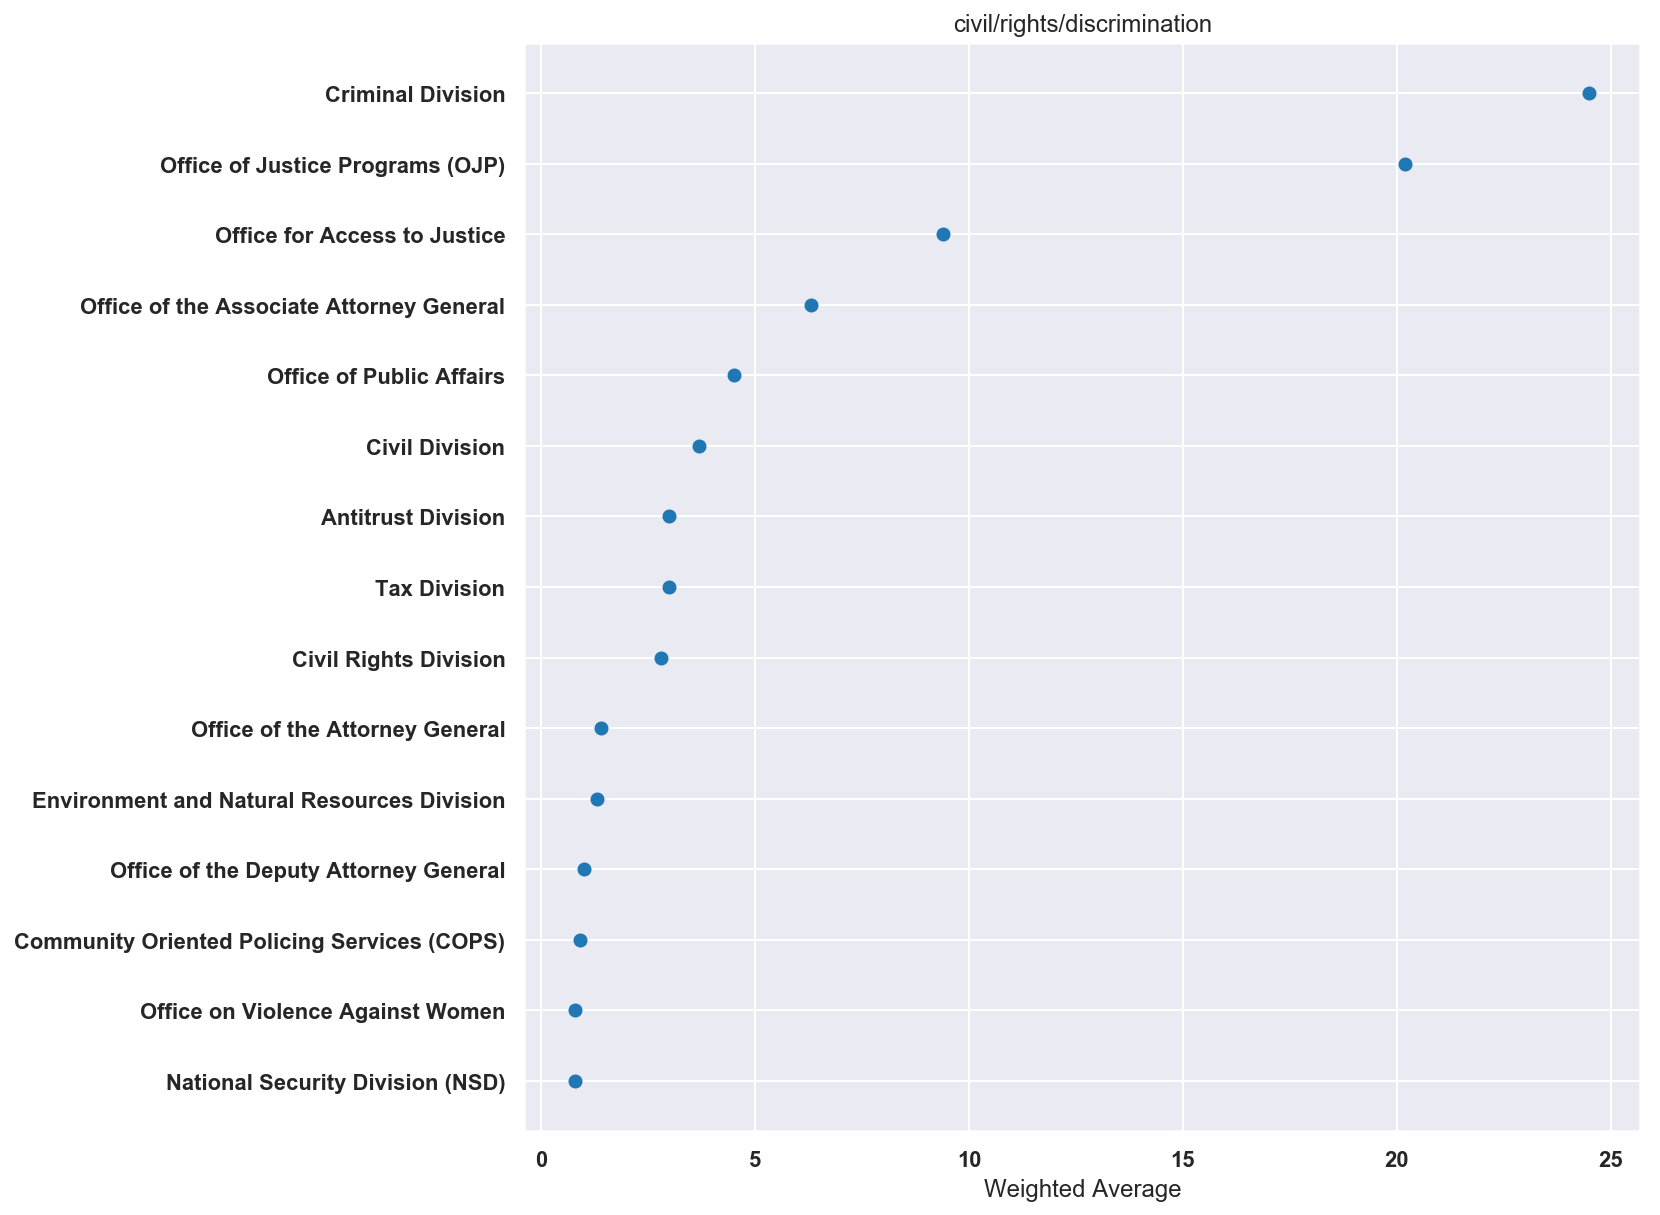 civil/rights/discrimination
Criminal Division
Office of Justice Programs (OJP)
Office for Access to Justice
Office of the Associate Attorney General
Office of Public Affairs
Civil Division
Antitrust Division
Tax Division
Civil Rights Division
Office of the Attorney General
Environment and Natural Resources Division
Office of the Deputy Attorney General
Community Oriented Policing Services (COPS)
Office on Violence Against Women
National Security Division (NSD)
0 5 10 15 20 25
Weighted Average